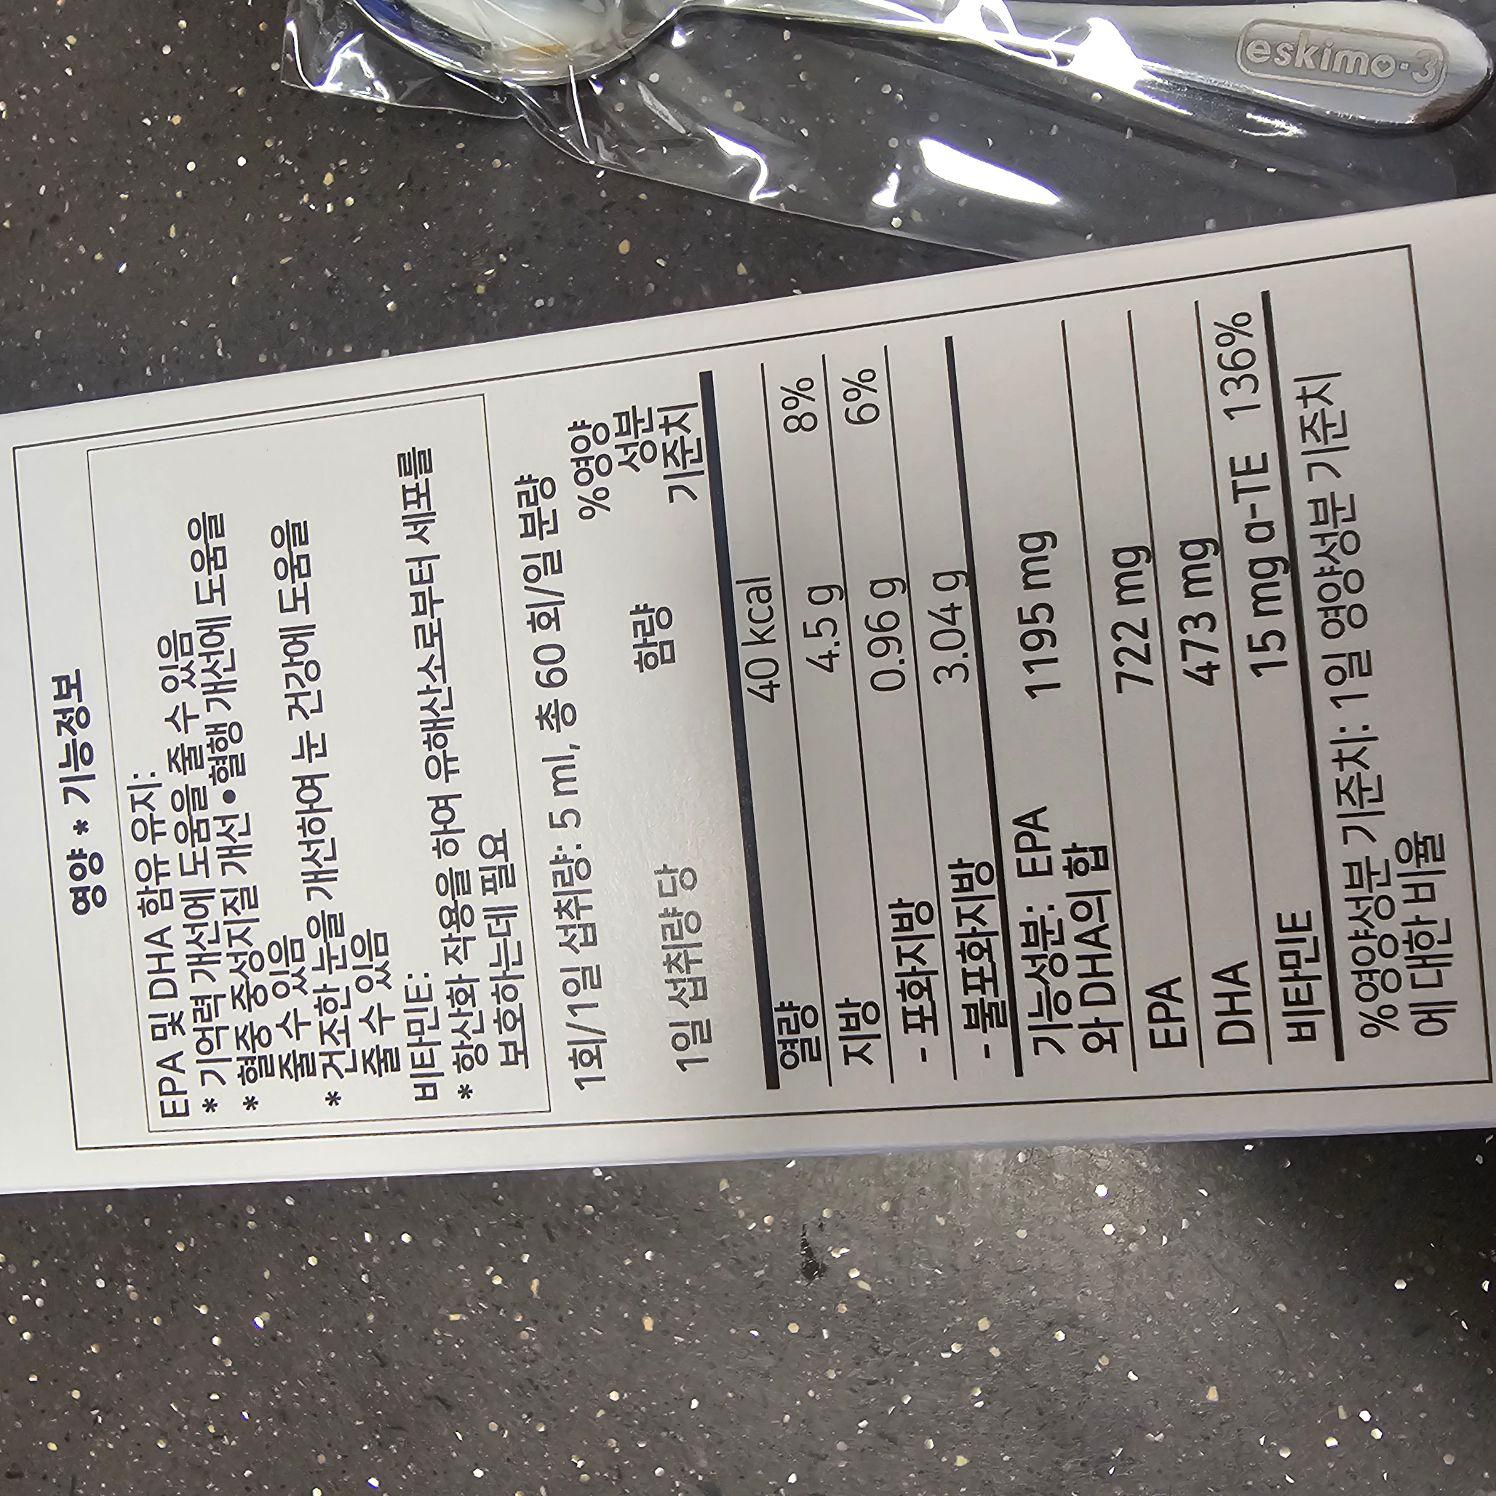 eskimo·3
영양 * 기능정보
EPA 및 DHA 함유 유지:
* 기억력 개선에 도움을 줄 수 있음
* 혈중 중성지질 개선 • 혈행 개선에 도움을
줄 수 있음
* 건조한 눈을 개선하여 눈 건강에 도움을
줄 수 있음
비타민E:
* 항산화 작용을 하여 유해산소로부터 세포를
보호하는데 필요
1회/1일 섭취량: 5 ml, 총 60 회/일 분량
1일 섭취량 당 함량 %영양
성분
기준치
열량 40 kcal
지방 4.5 g 8%
- 포화지방 0.96 g 6%
- 불포화지방 3.04 g
기능성분: EPA 1195 mg
와 DHA의 합
EPA 722 mg
DHA 473 mg
비타민E 15 mg α-TE 136%
%영양성분 기준치: 1일 영양성분 기준치
에 대한 비율